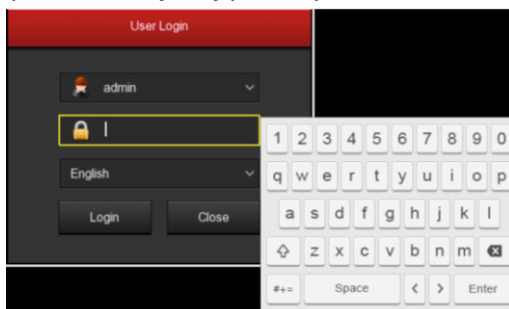 User Login
admin
English
Login Close
1 2 3 4 5 6 7 8 9 0
q w e r t y u i o p
a s d f g h j k l
z x c v b n m
#+= Space < > Enter